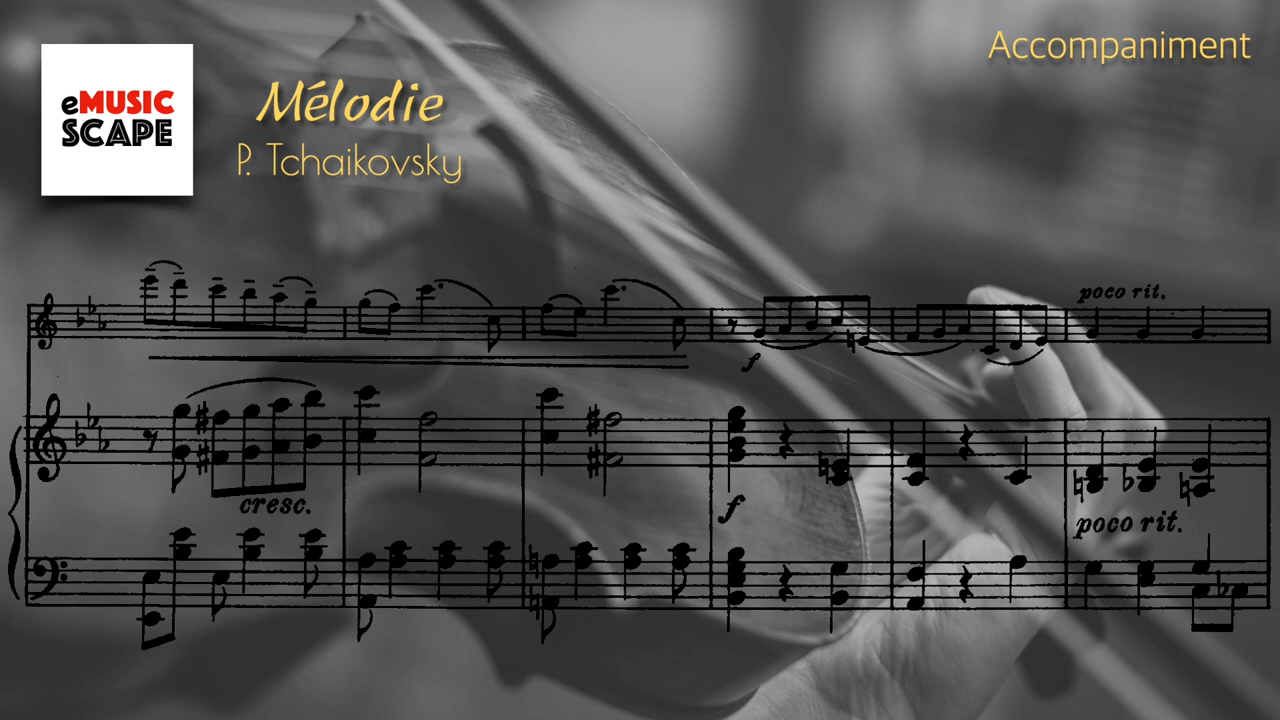 Accompaniment
eMUSIC
SCAPE
Mélodie
P. Tchaikovsky
poco rit.
f
cresc.
f
poco rit.